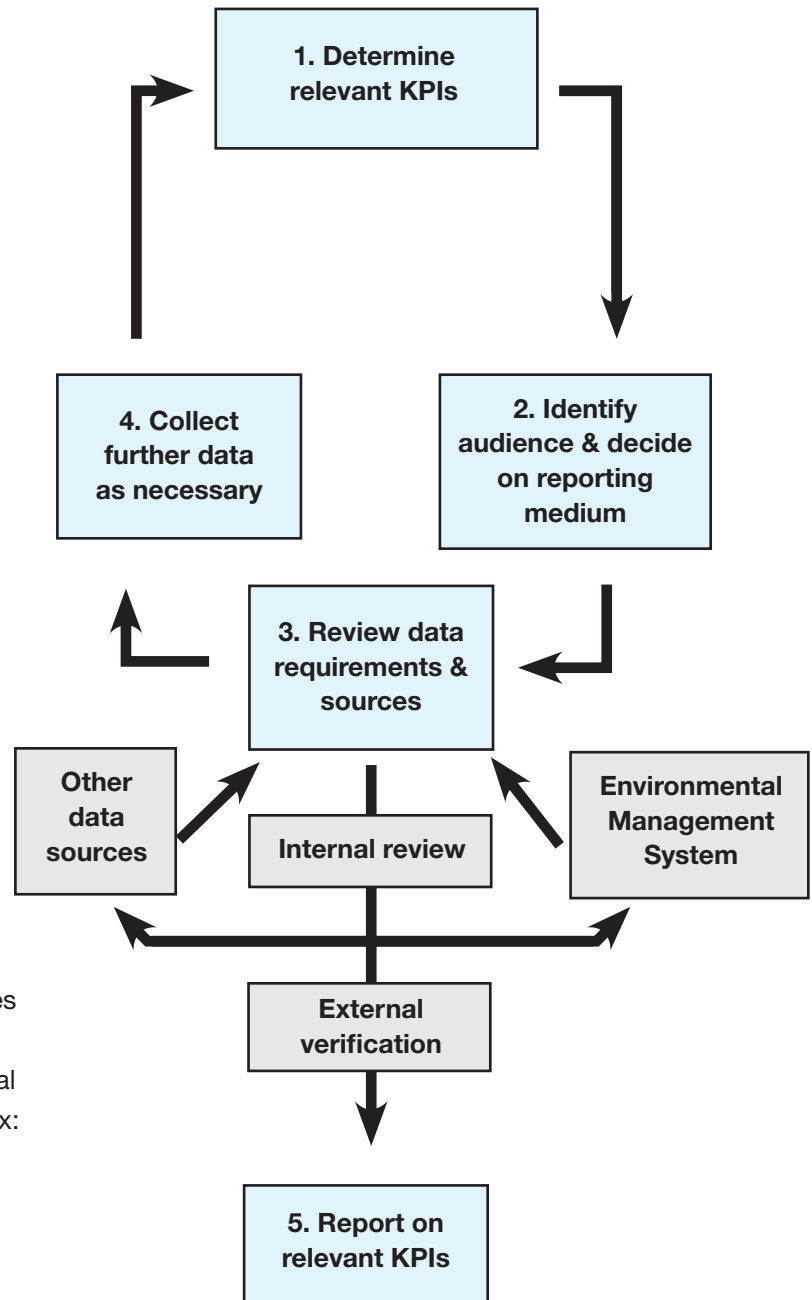 1. Determine
relevant KPIs
4. Collect
further data
as necessary
2. Identify
audience & decide
on reporting
medium
3. Review data
requirements &
sources
Other
data
sources
Internal review
Environmental
Management
System
External
verification
5. Report on
relevant KPIs